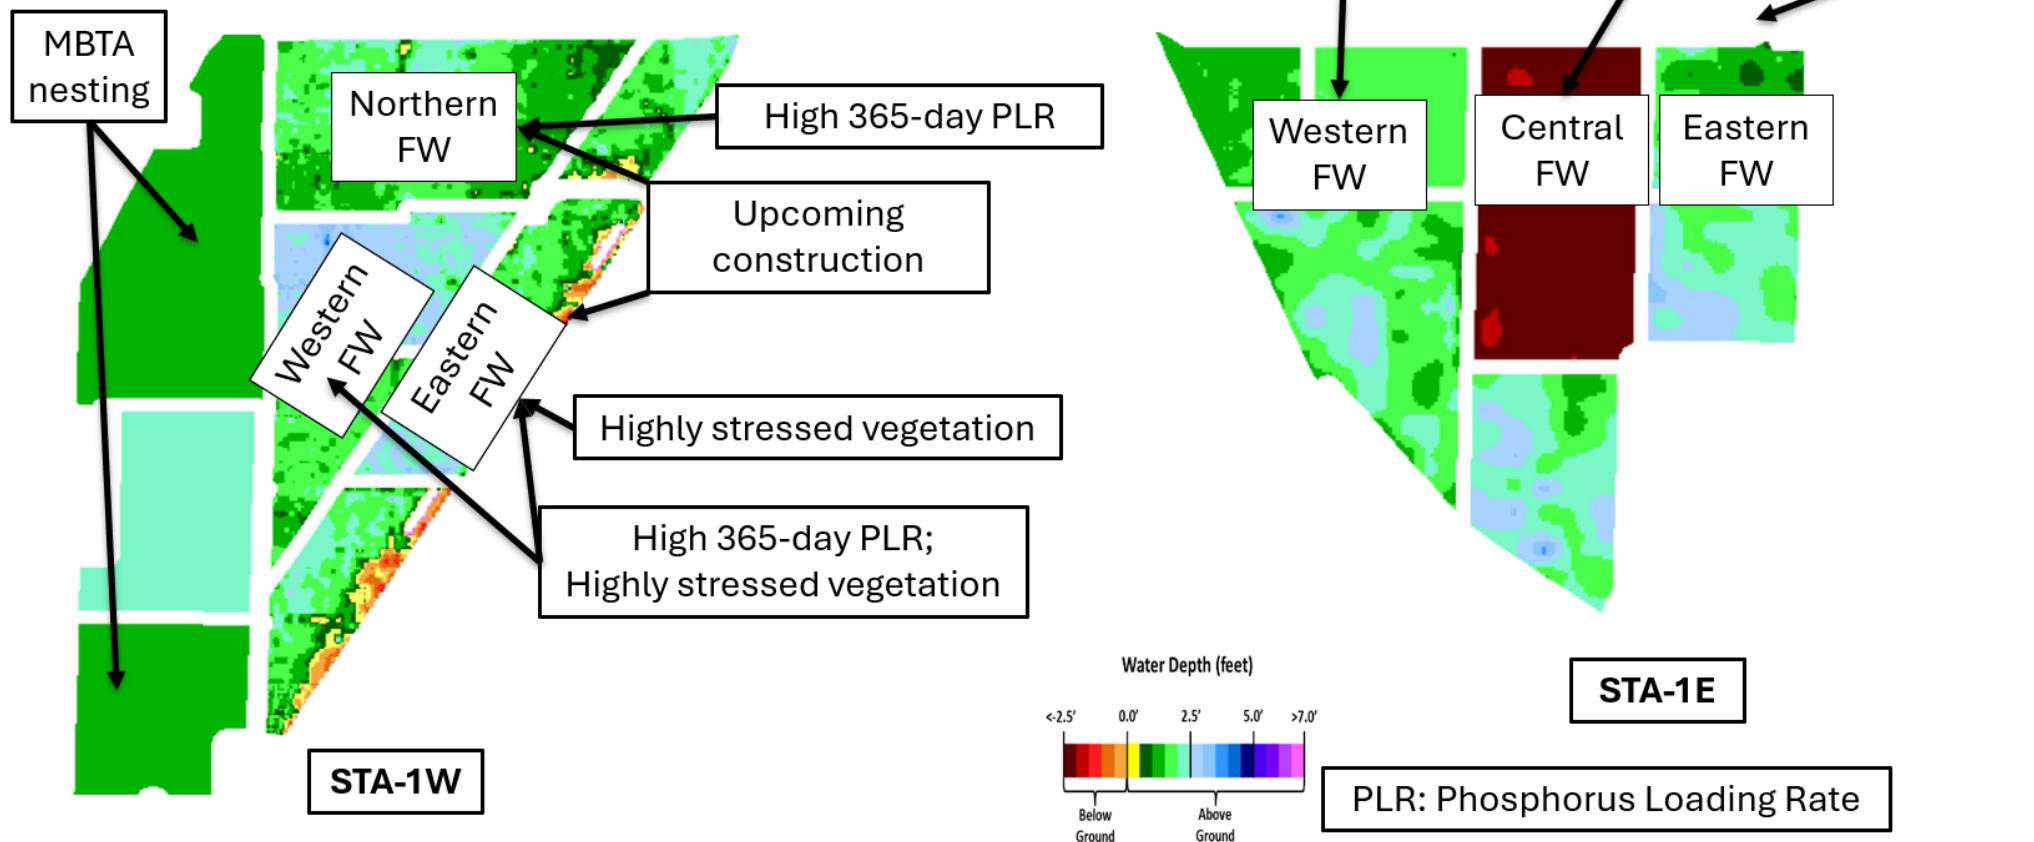 MBTA
nesting
Northern
FW
High 365-day PLR
Upcoming
construction
Western
FW
Eastern
FW
Highly stressed vegetation
High 365-day PLR;
Highly stressed vegetation
STA-1W
Western
FW
Central
FW
Eastern
FW
Water Depth (feet)
<-2.5' 0.0' 2.5' 5.0' >7.0'
Below
Ground
Above
Ground
STA-1E
PLR: Phosphorus Loading Rate